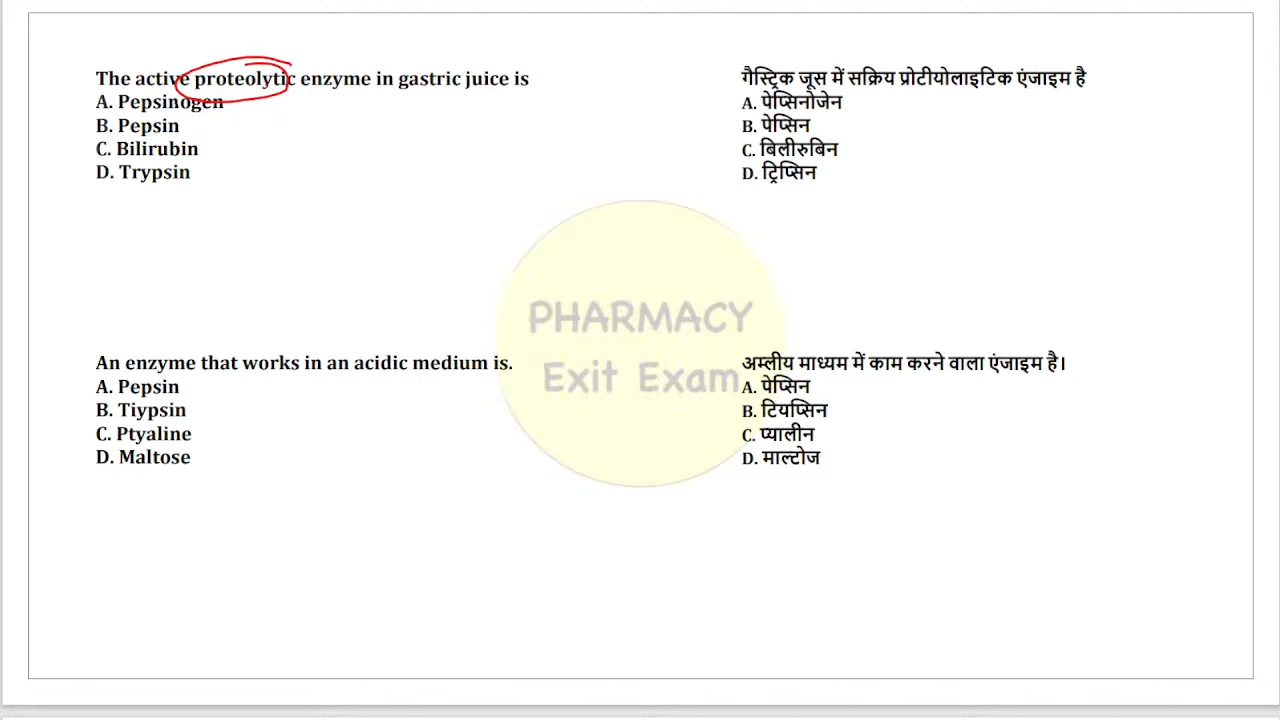 The active proteolytic enzyme in gastric juice is
A. Pepsinogen
B. Pepsin
C. Bilirubin
D. Trypsin
गैस्ट्रिक जूस में सक्रिय प्रोटीयोलाइटिक एंजाइम है
A. पेप्सिनोजेन
B. पेप्सिन
C. बिलीरुबिन
D. ट्रिप्सिन
PHARMACY
Exit Exam
An enzyme that works in an acidic medium is.
A. Pepsin
B. Tiypsin
C. Ptyaline
D. Maltose
अम्लीय माध्यम में काम करने वाला एंजाइम है।
A. पेप्सिन
B. टियप्सिन
C. प्यालीन
D. माल्टोज